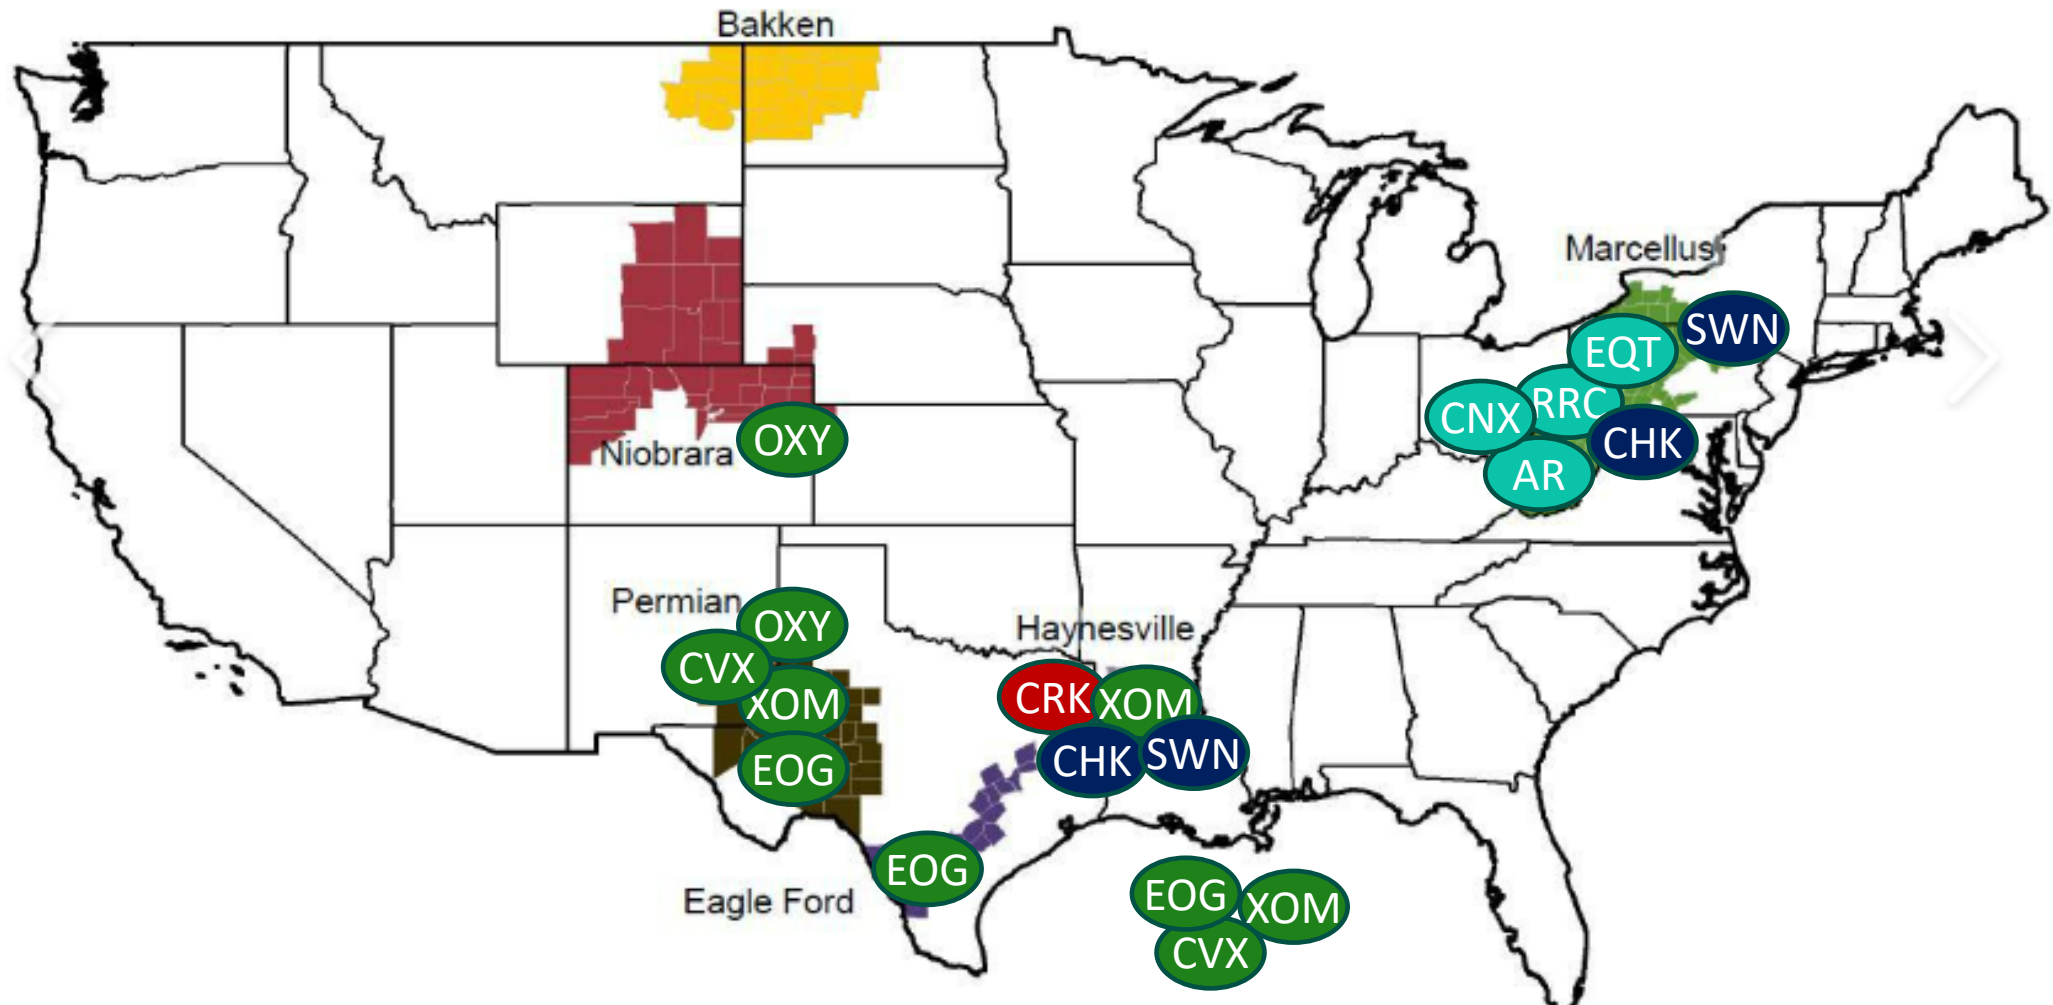 Bakken
Marcellus
SWN
EQT
RRC
CNX
CHK
AR
Niobrara
OXY
Permian
OXY
CVX
XOM
EOG
Haynesville
CRK
XOM
CHK
SWN
EOG
Eagle Ford
EOG
XOM
CVX